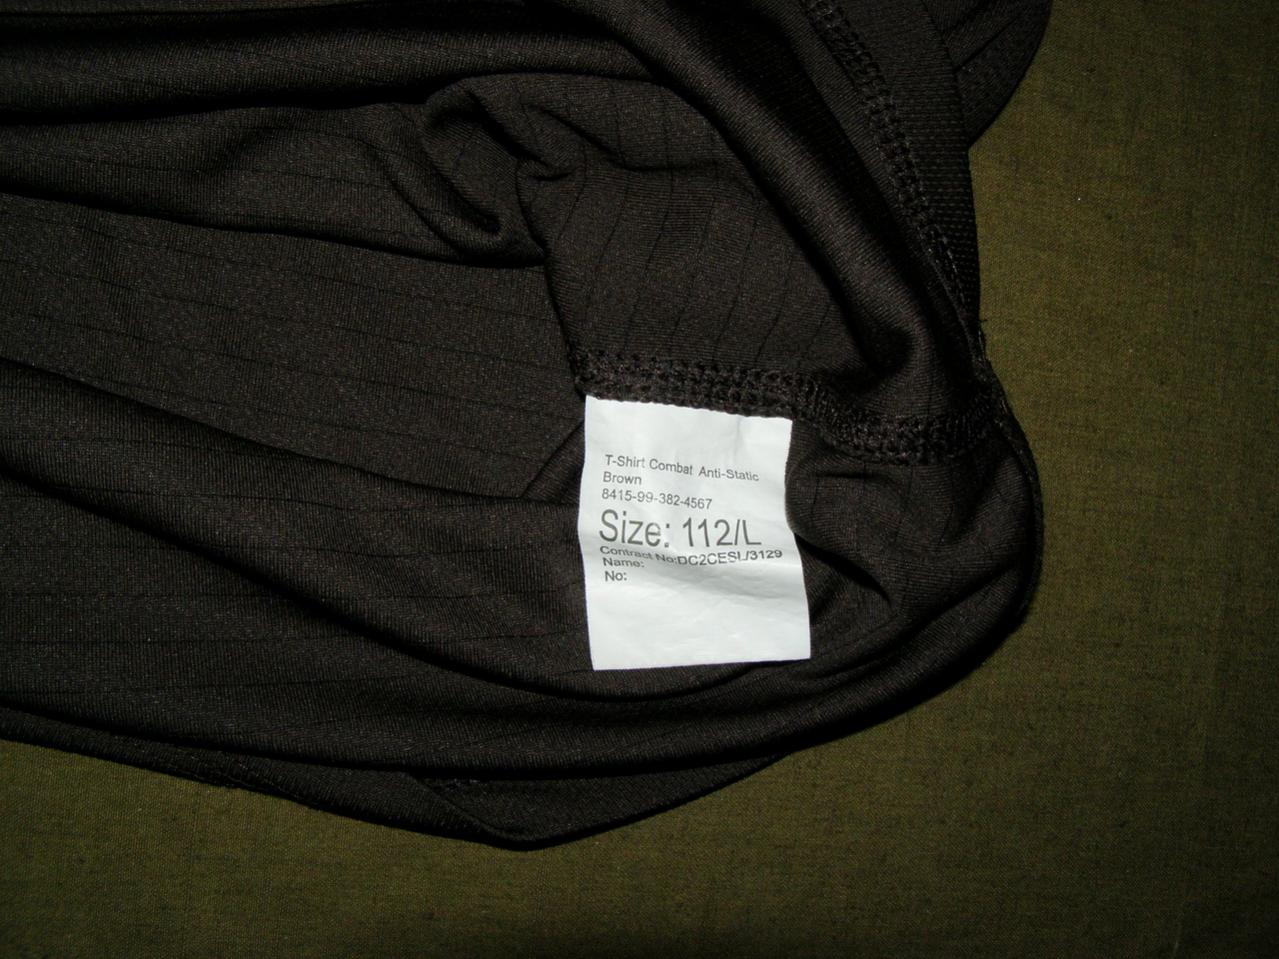 T-Shirt Combat Anti-Static
Brown
8415-99-382-4567
Size: 112/L
Contract No:DC2CESL/3129
Name:
No: